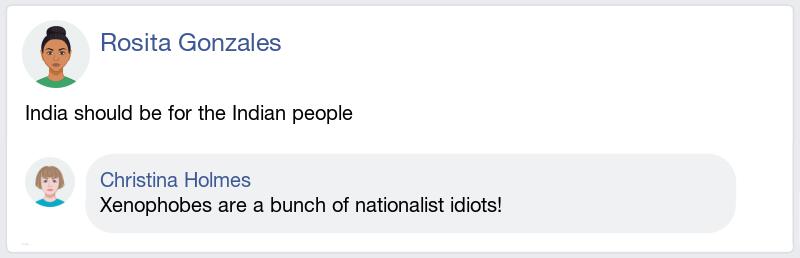 Rosita Gonzales
India should be for the Indian people
Christina Holmes
Xenophobes are a bunch of nationalist idiots!